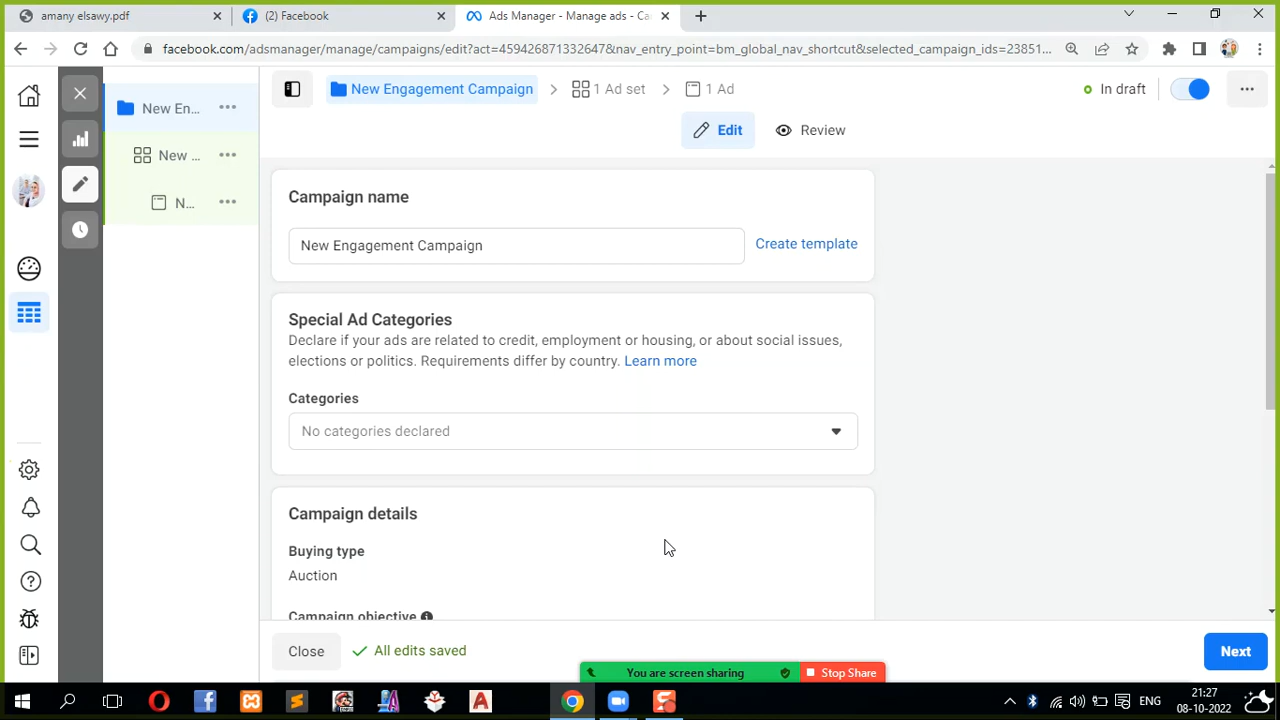 amany elsawy.pdf
(2) Facebook
Ads Manager - Manage ads - Ca
facebook.com/adsmanager/manage/campaigns/edit?act=459426871332647&nav_entry_point=bm_global_nav_shortcut&selected_campaign_ids=23851...
New En...
New ...
N...
New Engagement Campaign
1 Ad set
1 Ad
In draft
Edit
Review
Campaign name
New Engagement Campaign
Create template
Special Ad Categories
Declare if your ads are related to credit, employment or housing, or about social issues,
elections or politics. Requirements differ by country. Learn more
Categories
No categories declared
Campaign details
Buying type
Auction
Campaign objective
Close
All edits saved
Next
You are screen sharing
Stop Share
ENG
21:27
08-10-2022